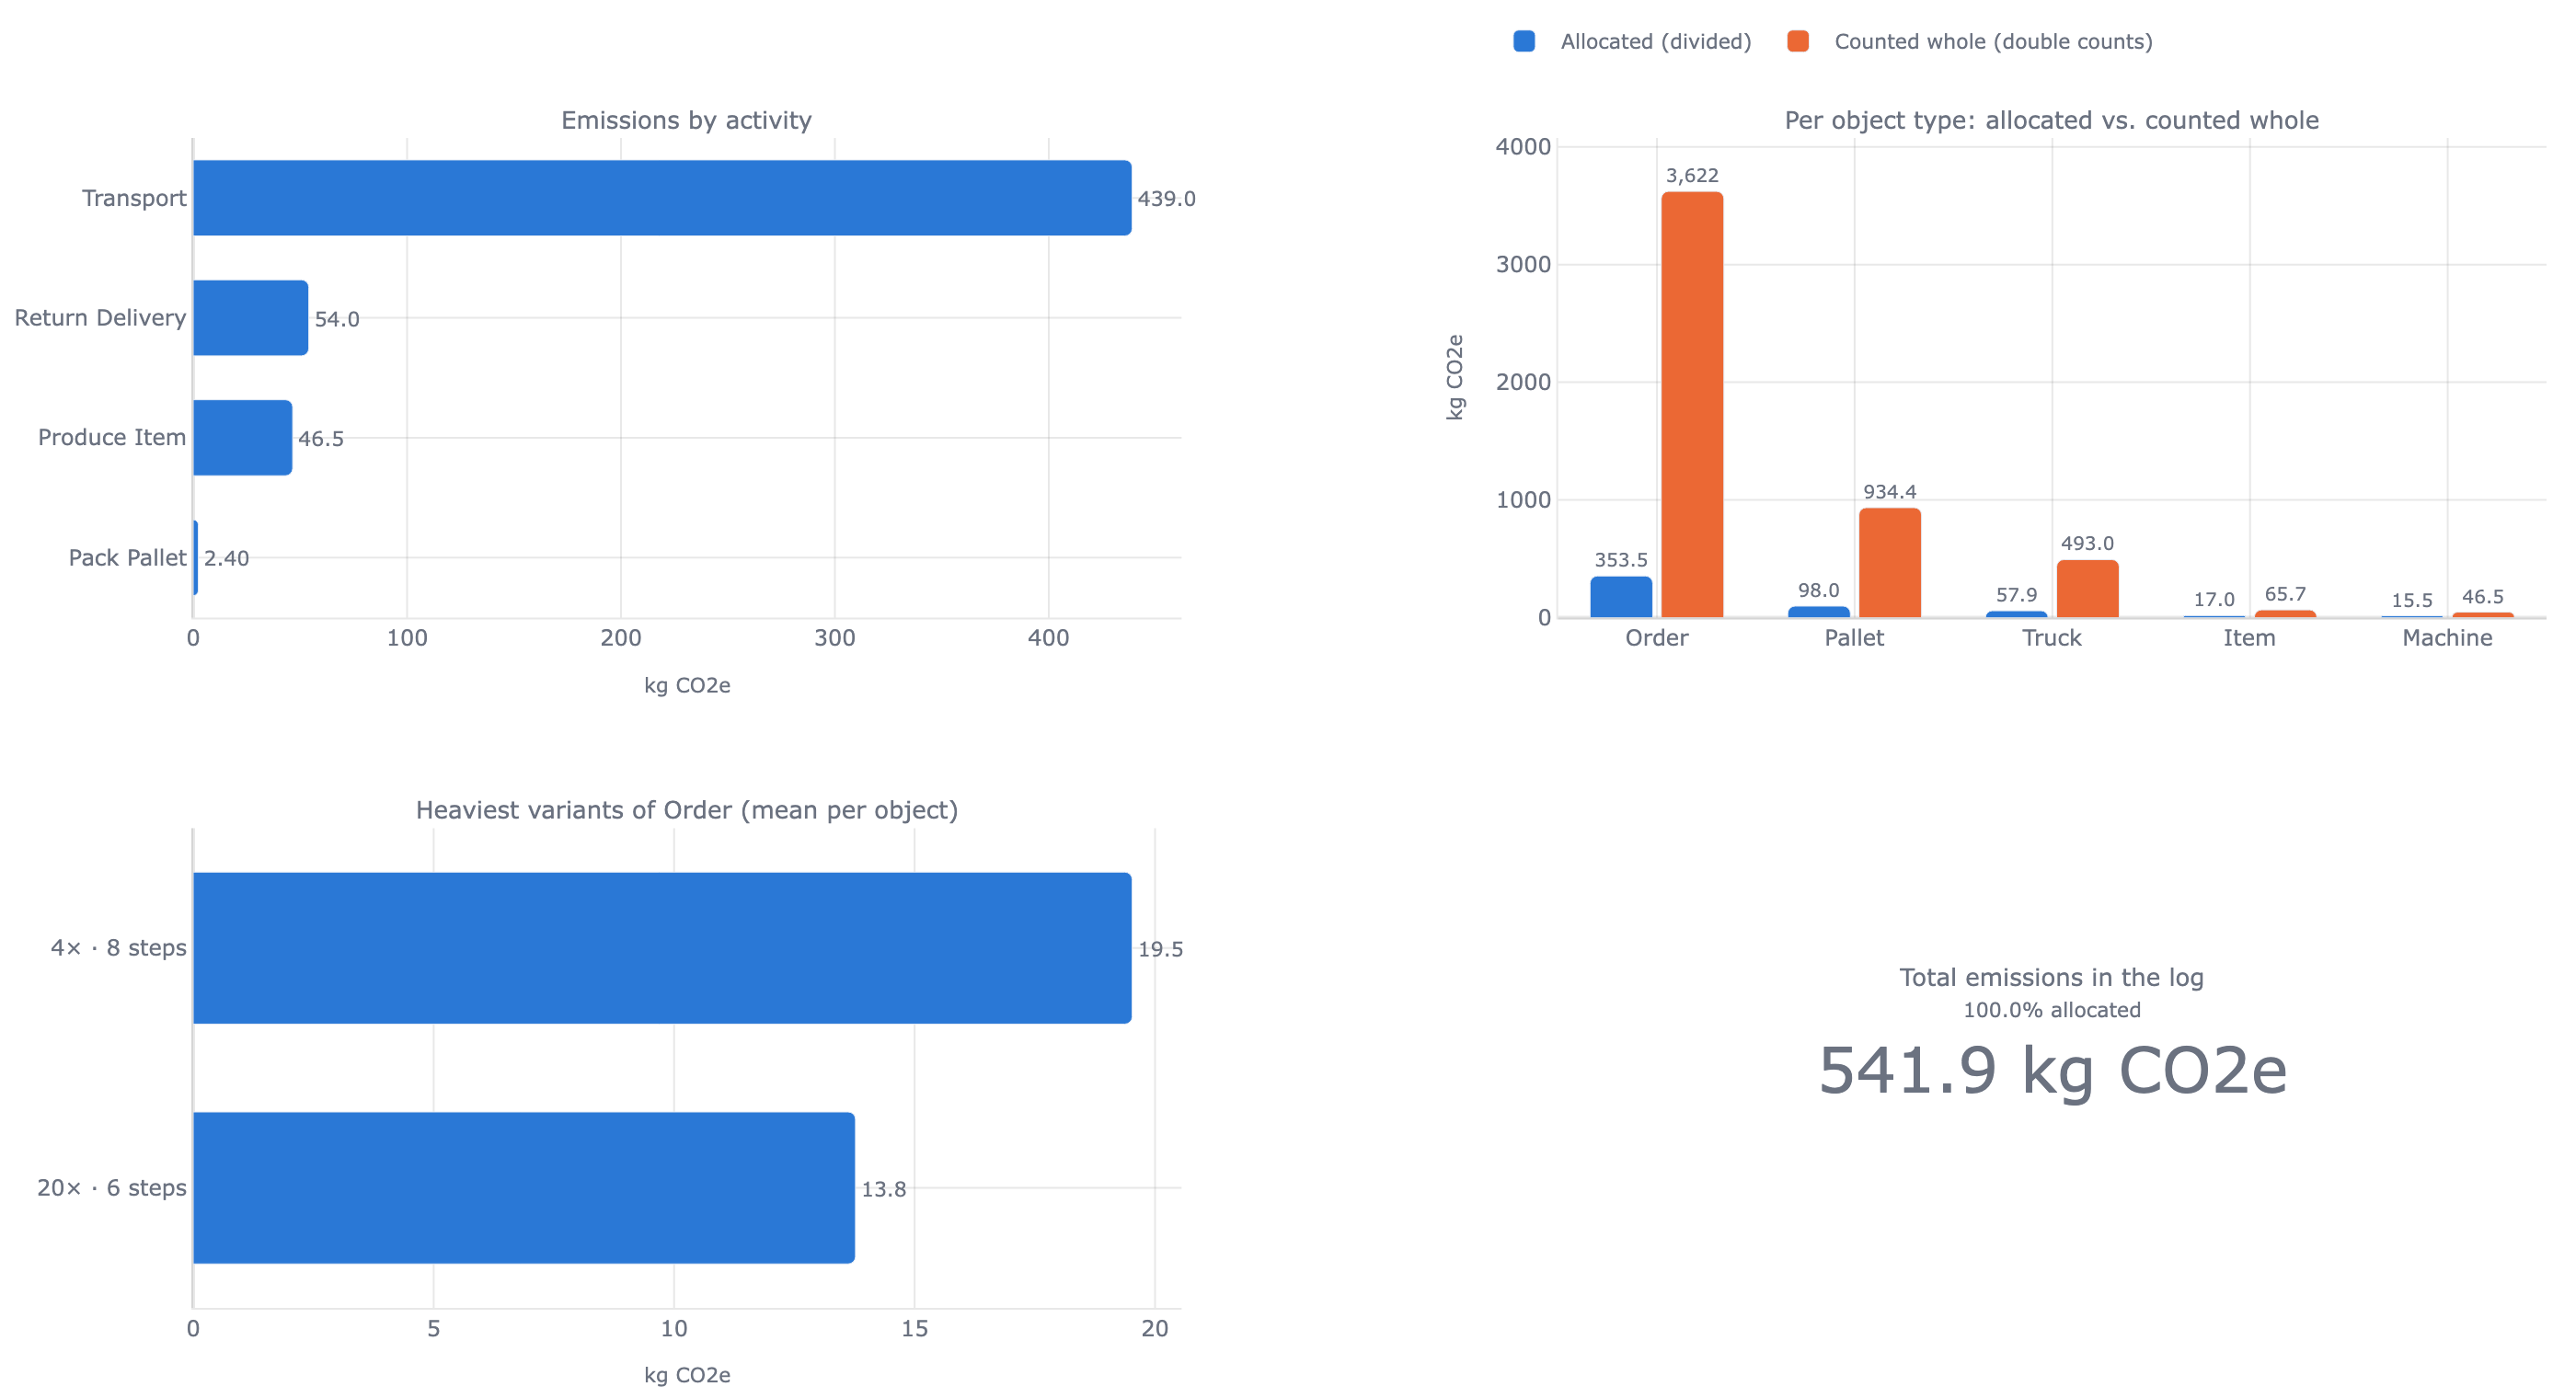 Allocated (divided) Counted whole (double counts)
Emissions by activity
Transport 439.0
Return Delivery 54.0
Produce Item 46.5
Pack Pallet 2.40
0 100 200 300 400
kg CO2e
Per object type: allocated vs. counted whole
kg CO2e
4000
3000
2000
1000
0
353.5 3,622
98.0 934.4
57.9 493.0
17.0 65.7
15.5 46.5
Order Pallet Truck Item Machine
Heaviest variants of Order (mean per object)
4× · 8 steps 19.5
20× · 6 steps 13.8
0 5 10 15 20
kg CO2e
Total emissions in the log
100.0% allocated
541.9 kg CO2e